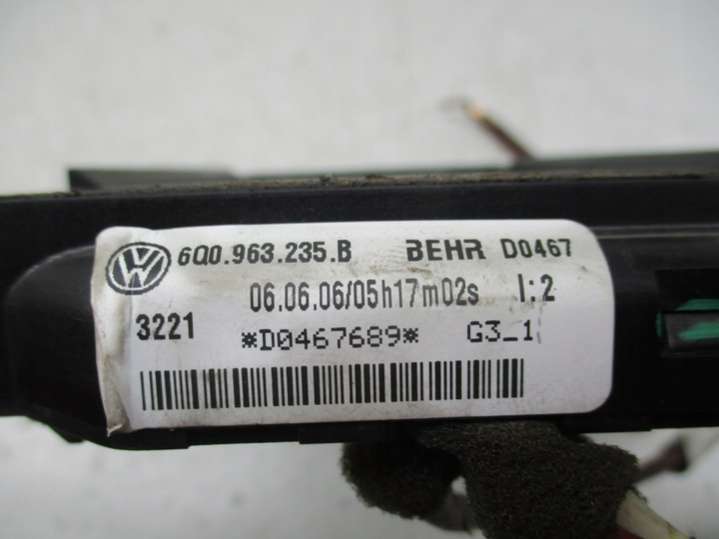 6Q0.963.235.B BEHR D0467
06.06.06/05h17m02s I:2
3221 *D0467689* G3_1